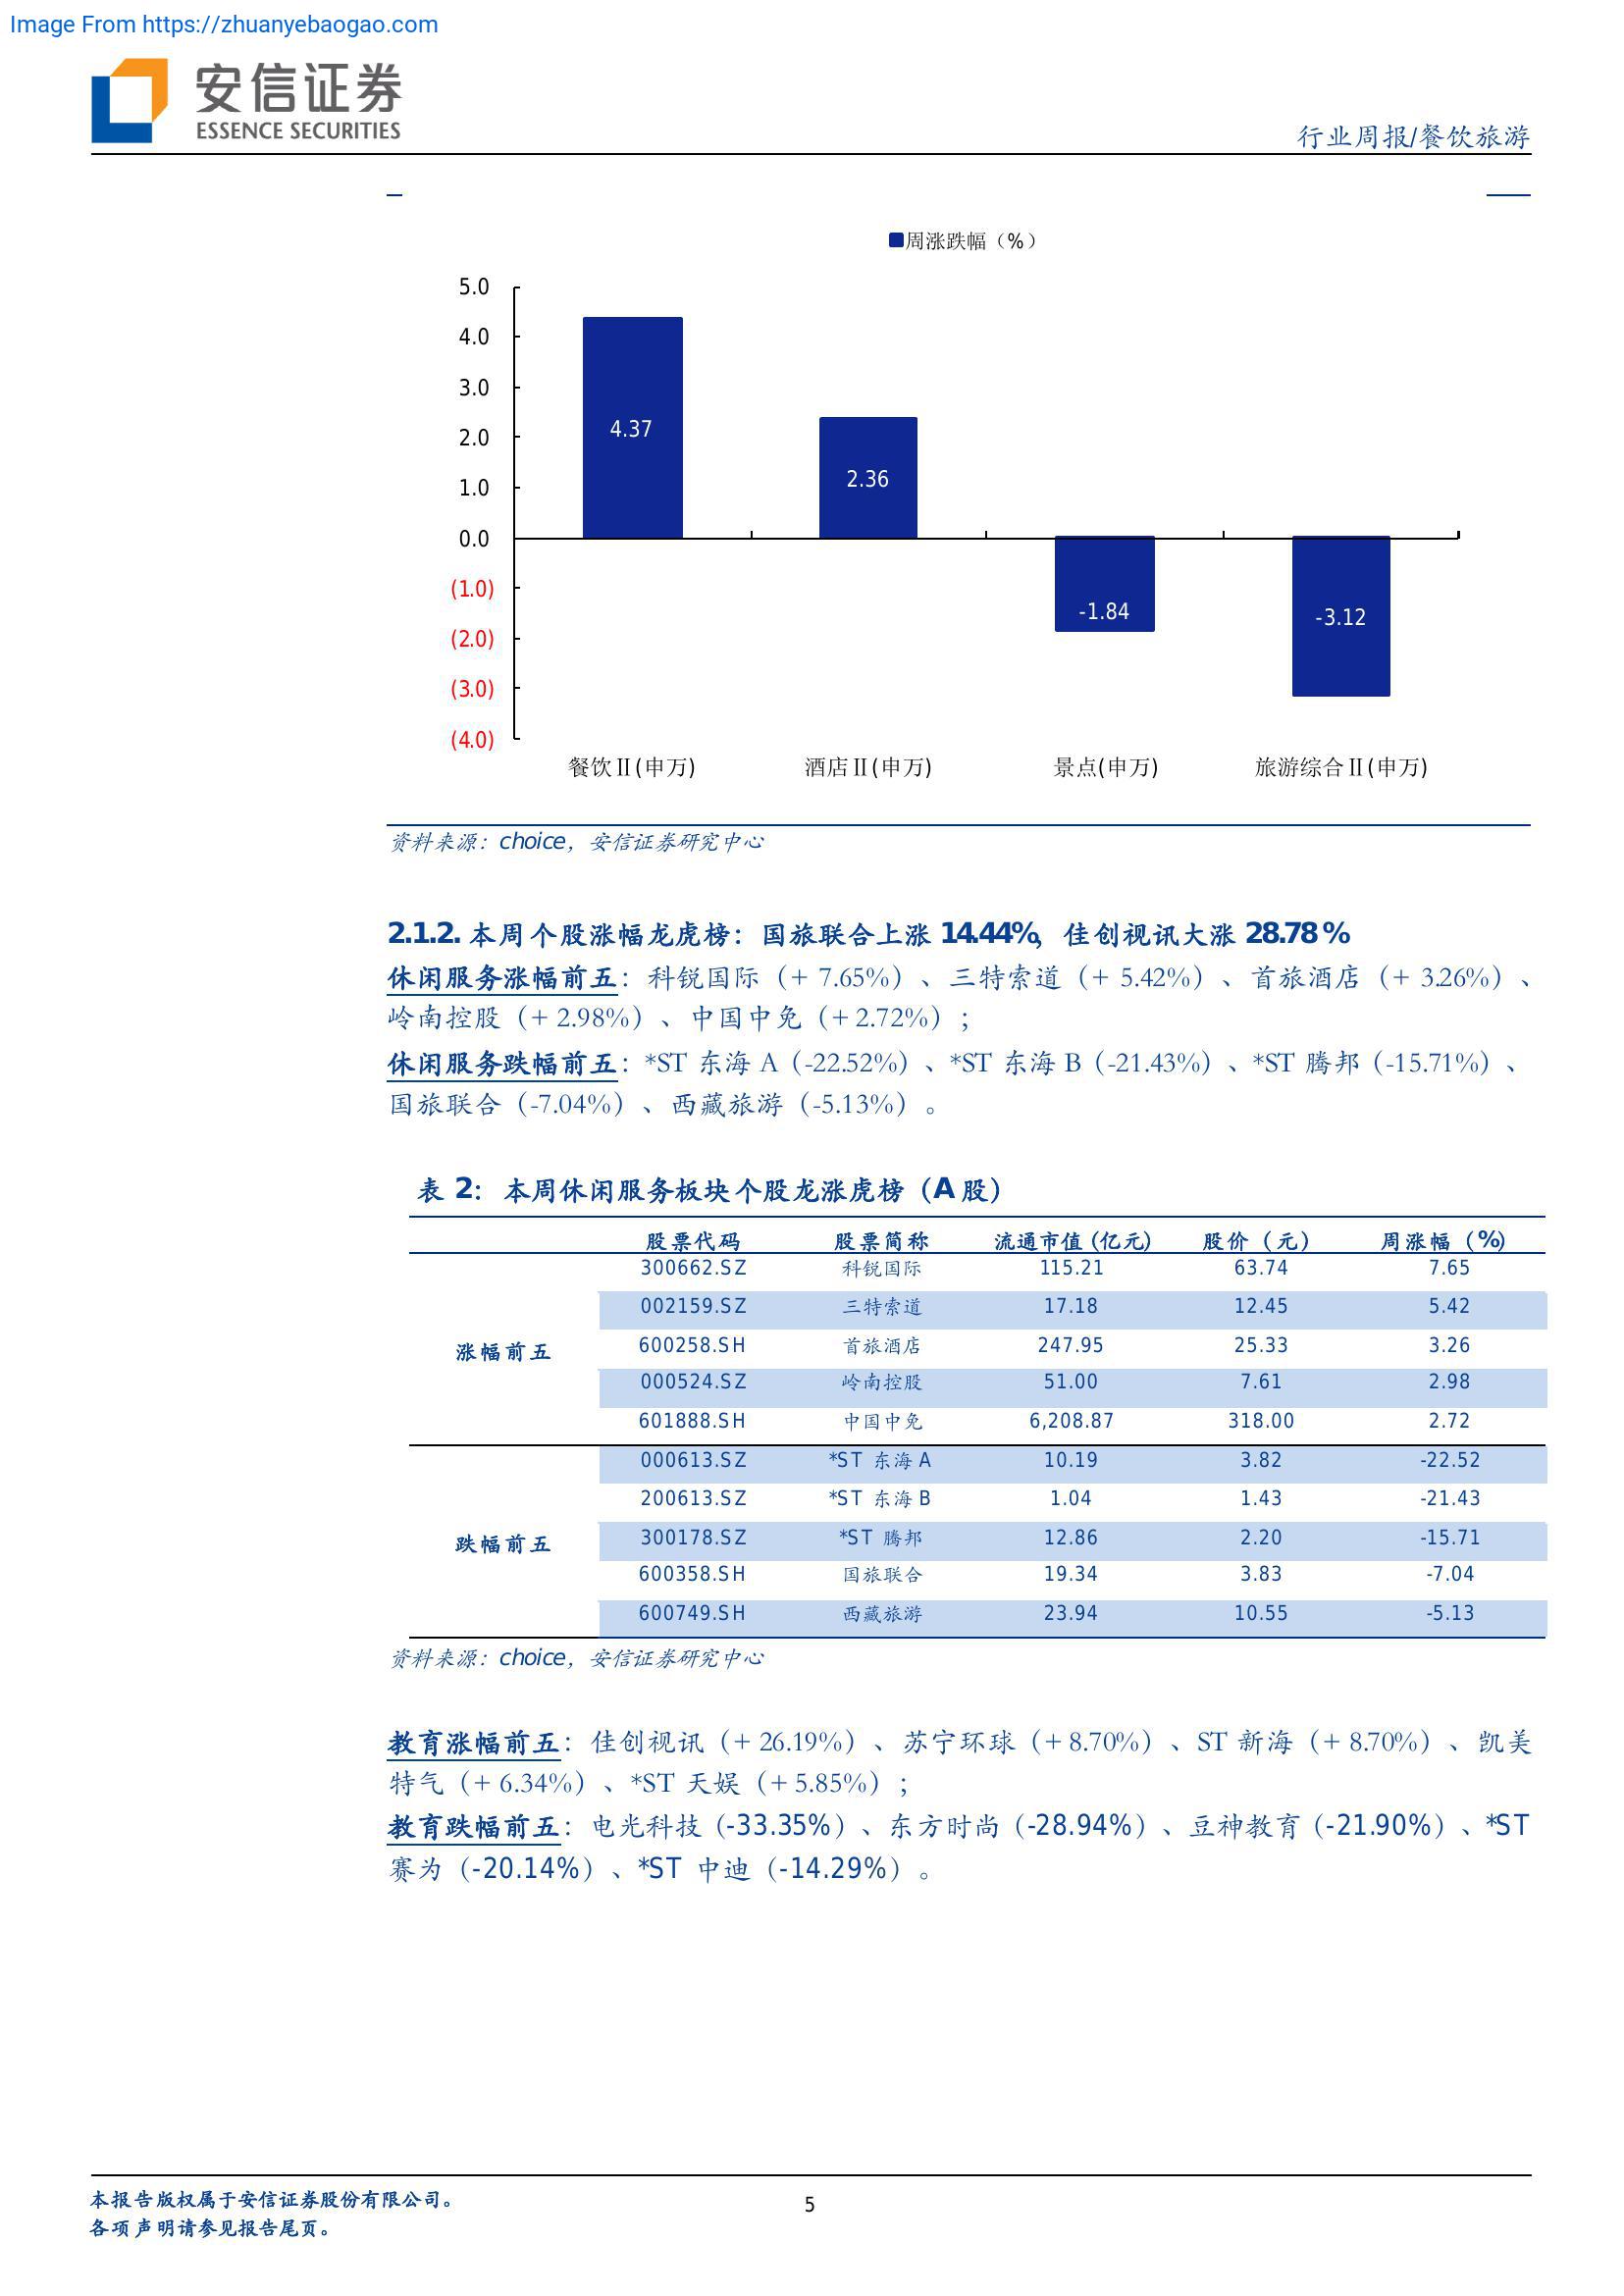 Image From https://zhuanyebaogao.com
安信证券
ESSENCE SECURITIES
行业周报/餐饮旅游
周涨跌幅（%）
5.0
4.0
3.0
2.0
1.0
0.0
(1.0)
(2.0)
(3.0)
(4.0)
4.37
2.36
-1.84
-3.12
餐饮Ⅱ(申万) 酒店Ⅱ(申万) 景点(申万) 旅游综合Ⅱ(申万)
资料来源：choice，安信证券研究中心
2.1.2. 本周个股涨幅龙虎榜：国旅联合上涨 14.44%，佳创视讯大涨 28.78%
休闲服务涨幅前五：科锐国际（+ 7.65%）、三特索道（+ 5.42%）、首旅酒店（+ 3.26%）、
岭南控股（+ 2.98%）、中国中免（+2.72%）；
休闲服务跌幅前五：*ST 东海 A（-22.52%）、*ST 东海 B（-21.43%）、*ST 腾邦（-15.71%）、
国旅联合（-7.04%）、西藏旅游（-5.13%）。
表 2： 本周休闲服务板块个股龙涨虎榜（A 股）
股票代码 股票简称 流通市值(亿元) 股价（元） 周涨幅（%)
300662.SZ 科锐国际 115.21 63.74 7.65
002159.SZ 三特索道 17.18 12.45 5.42
涨幅前五 600258.SH 首旅酒店 247.95 25.33 3.26
000524.SZ 岭南控股 51.00 7.61 2.98
601888.SH 中国中免 6,208.87 318.00 2.72
000613.SZ *ST 东海 A 10.19 3.82 -22.52
200613.SZ *ST 东海 B 1.04 1.43 -21.43
跌幅前五 300178.SZ *ST 腾邦 12.86 2.20 -15.71
600358.SH 国旅联合 19.34 3.83 -7.04
600749.SH 西藏旅游 23.94 10.55 -5.13
资料来源：choice，安信证券研究中心
教育涨幅前五：佳创视讯（+ 26.19%）、苏宁环球（+8.70%）、ST 新海（+ 8.70%）、凯美
特气（+ 6.34%）、*ST 天娱（+5.85%）；
教育跌幅前五：电光科技（-33.35%）、东方时尚（-28.94%）、豆神教育（-21.90%）、*ST
赛为（-20.14%）、*ST 中迪（-14.29%）。
本报告版权属于安信证券股份有限公司。
各项声明请参见报告尾页。
5